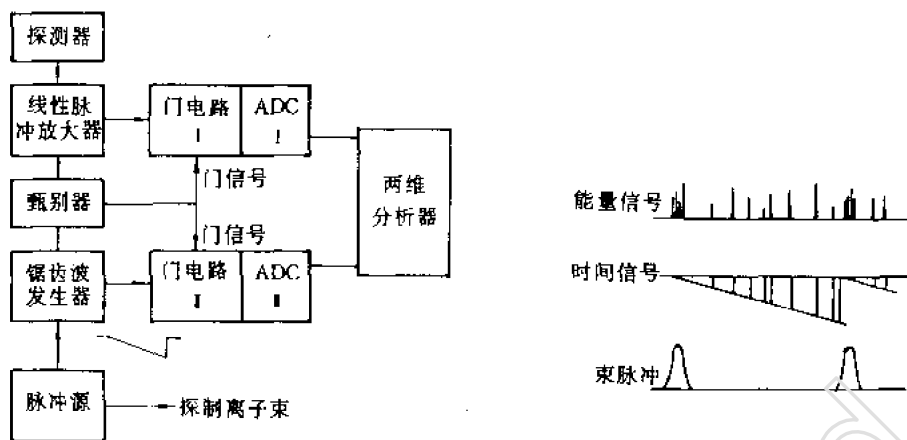 探测器
线性脉
冲放大器
门电路
I
ADC
I
门信号
甄别器
两维
分析器
门信号
锯齿波
发生器
门电路
II
ADC
II
脉冲源
探制离子束
能量信号
时间信号
束脉冲